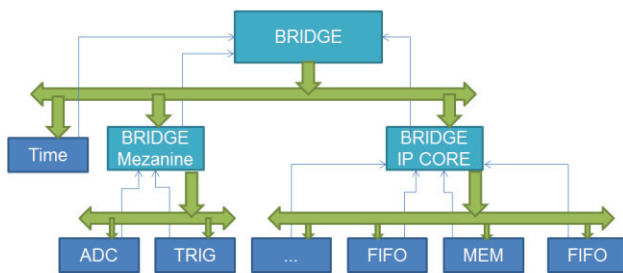 BRIDGE
Time
BRIDGE
Mezanine
BRIDGE
IP CORE
ADC
TRIG
...
FIFO
MEM
FIFO